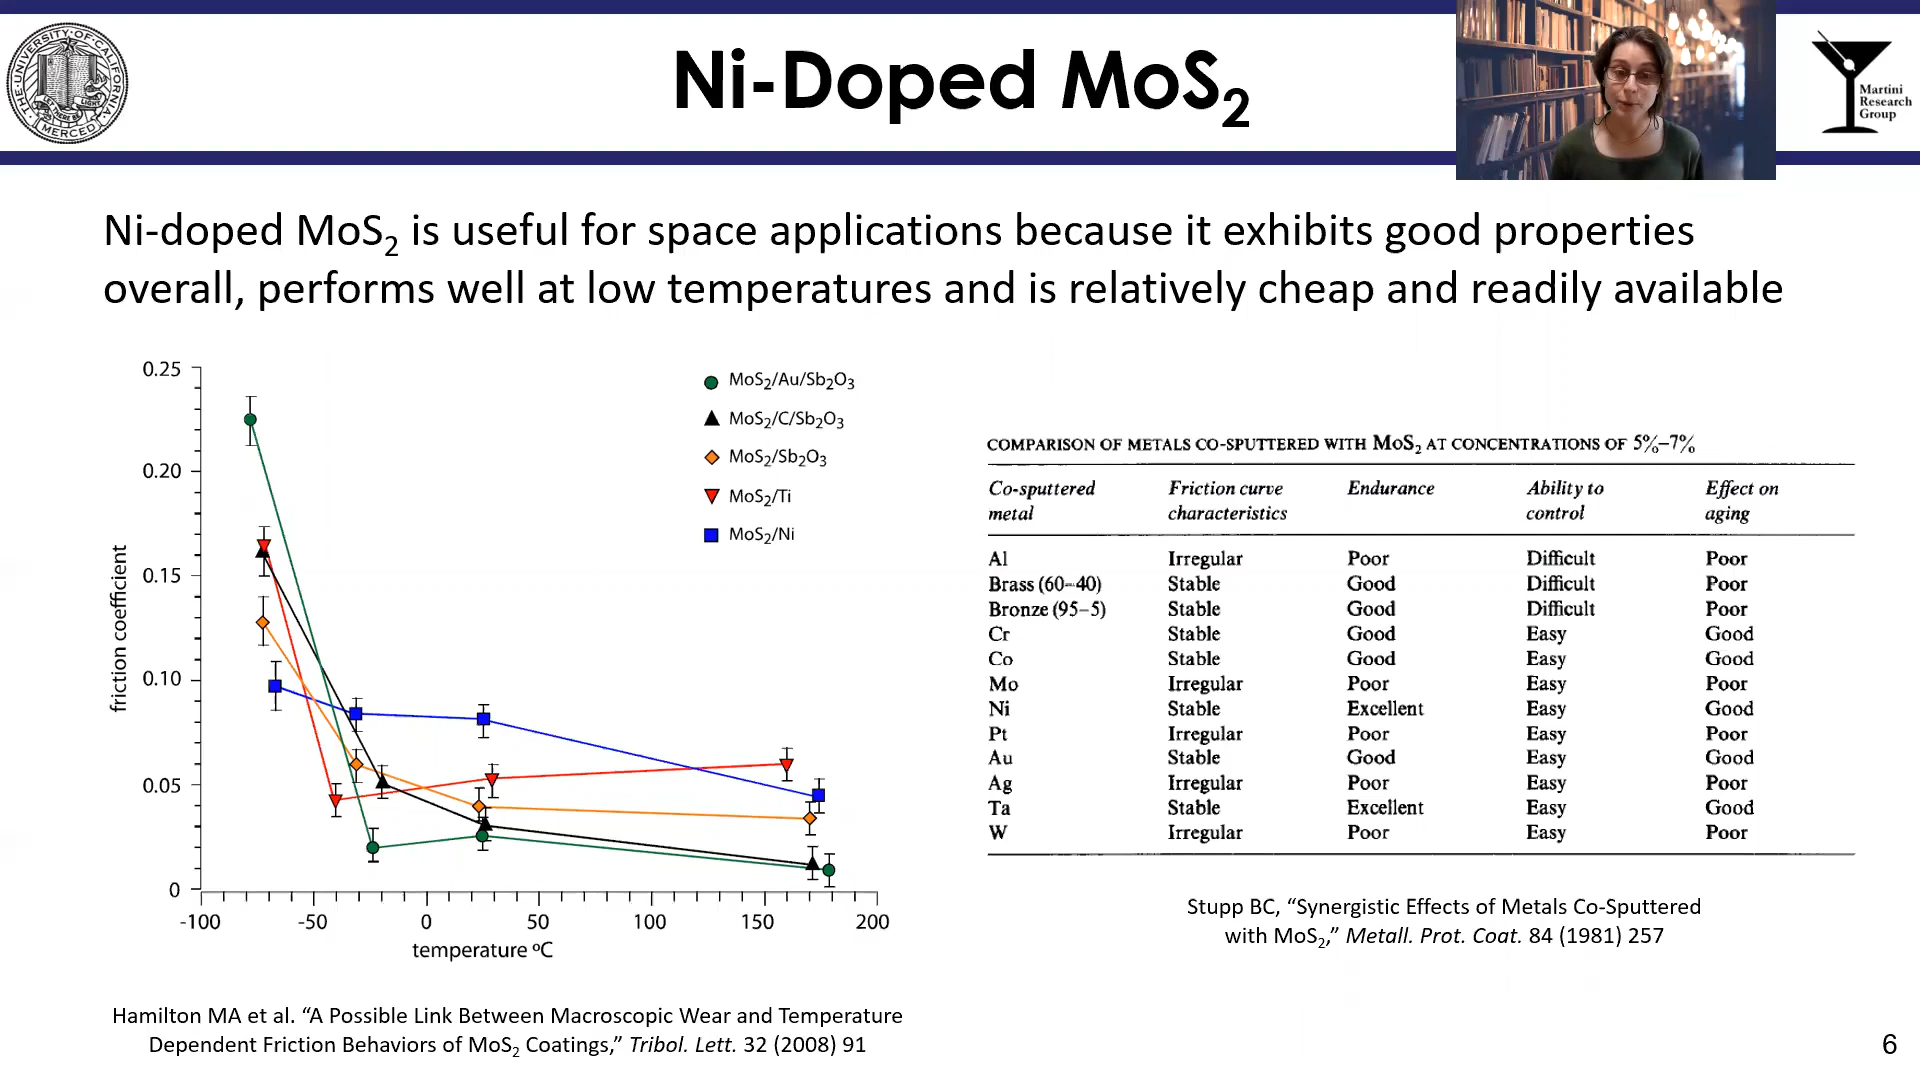 Ni-Doped MoS2
THE·UNIVERSITY·OF·CALIFORNIA
LET THERE BE LIGHT
MERCED
Martini
Research
Group
Ni-doped MoS2 is useful for space applications because it exhibits good properties
overall, performs well at low temperatures and is relatively cheap and readily available
0.25
0.20
0.15
0.10
0.05
0
friction coefficient
-100 -50 0 50 100 150 200
temperature ºC
MoS2/Au/Sb2O3
MoS2/C/Sb2O3
MoS2/Sb2O3
MoS2/Ti
MoS2/Ni
Hamilton MA et al. “A Possible Link Between Macroscopic Wear and Temperature
Dependent Friction Behaviors of MoS2 Coatings,” Tribol. Lett. 32 (2008) 91
COMPARISON OF METALS CO-SPUTTERED WITH MoS2 AT CONCENTRATIONS OF 5%–7%
Co-sputtered Friction curve Endurance Ability to Effect on
metal characteristics control aging
Al Irregular Poor Difficult Poor
Brass (60–40) Stable Good Difficult Poor
Bronze (95–5) Stable Good Difficult Poor
Cr Stable Good Easy Good
Co Stable Good Easy Good
Mo Irregular Poor Easy Poor
Ni Stable Excellent Easy Good
Pt Irregular Poor Easy Poor
Au Stable Good Easy Good
Ag Irregular Poor Easy Poor
Ta Stable Excellent Easy Good
W Irregular Poor Easy Poor
Stupp BC, “Synergistic Effects of Metals Co-Sputtered
with MoS2,” Metall. Prot. Coat. 84 (1981) 257
6